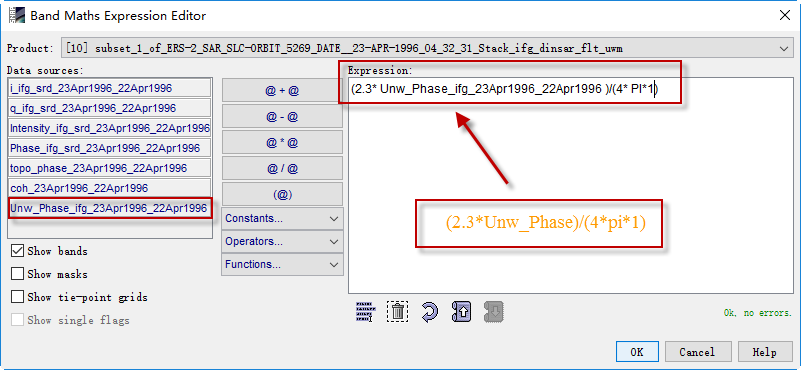 Band Maths Expression Editor
Product: [10] subset_1_of_ERS-2_SAR_SLC-ORBIT_5269_DATE__23-APR-1996_04_32_31_Stack_ifg_dinsar_flt_uwm
Data sources:
i_ifg_srd_23Apr1996_22Apr1996
q_ifg_srd_23Apr1996_22Apr1996
Intensity_ifg_srd_23Apr1996_22Apr1996
Phase_ifg_srd_23Apr1996_22Apr1996
topo_phase_23Apr1996_22Apr1996
coh_23Apr1996_22Apr1996
Unw_Phase_ifg_23Apr1996_22Apr1996
@ + @
@ - @
@ * @
@ / @
(@)
Constants...
Operators...
Functions...
Expression:
(2.3* Unw_Phase_ifg_23Apr1996_22Apr1996 )/(4* PI*1)
(2.3*Unw_Phase)/(4*pi*1)
Show bands
Show masks
Show tie-point grids
Show single flags
Ok, no errors.
OK
Cancel
Help